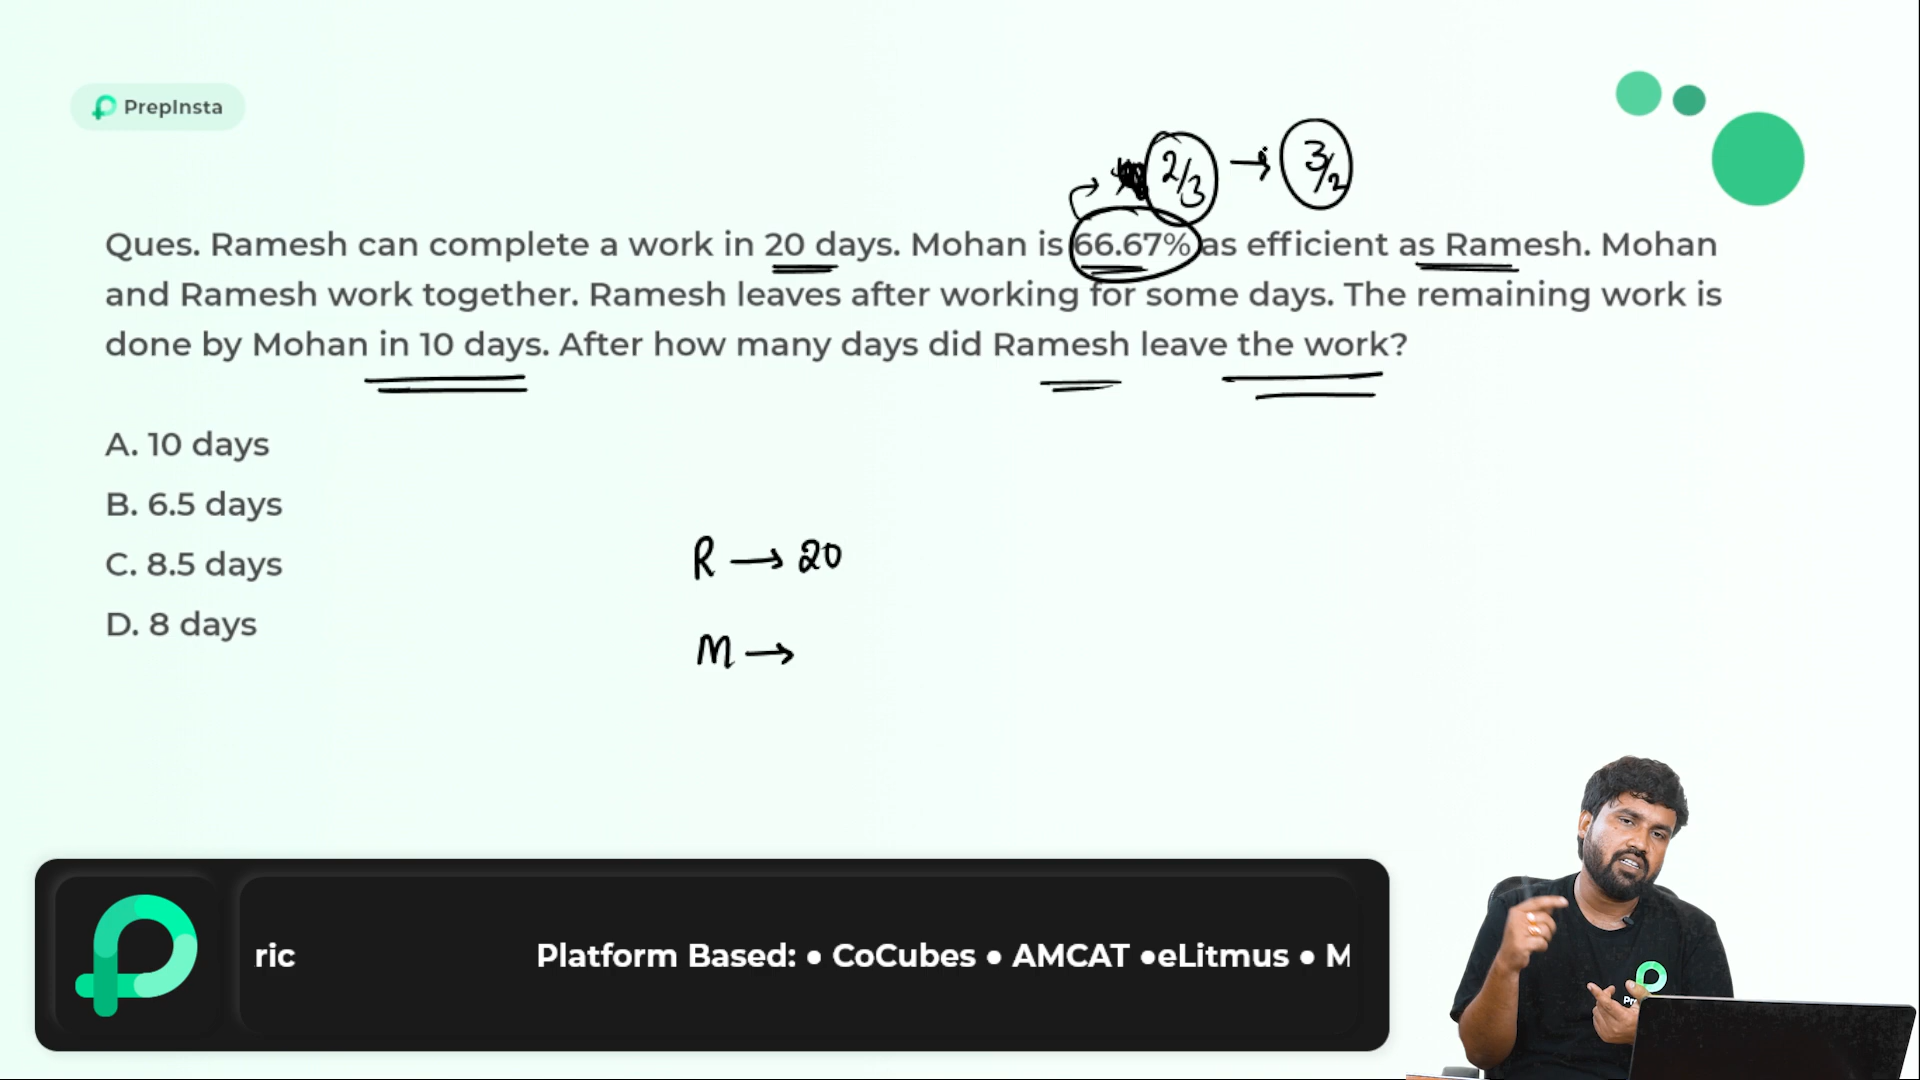 PrepInsta
2/3 → 3/2
Ques. Ramesh can complete a work in 20 days. Mohan is 66.67% as efficient as Ramesh. Mohan
and Ramesh work together. Ramesh leaves after working for some days. The remaining work is
done by Mohan in 10 days. After how many days did Ramesh leave the work?
A. 10 days
B. 6.5 days
C. 8.5 days
D. 8 days
R → 20
M →
ric Platform Based: ● CoCubes ● AMCAT ●eLitmus ● M